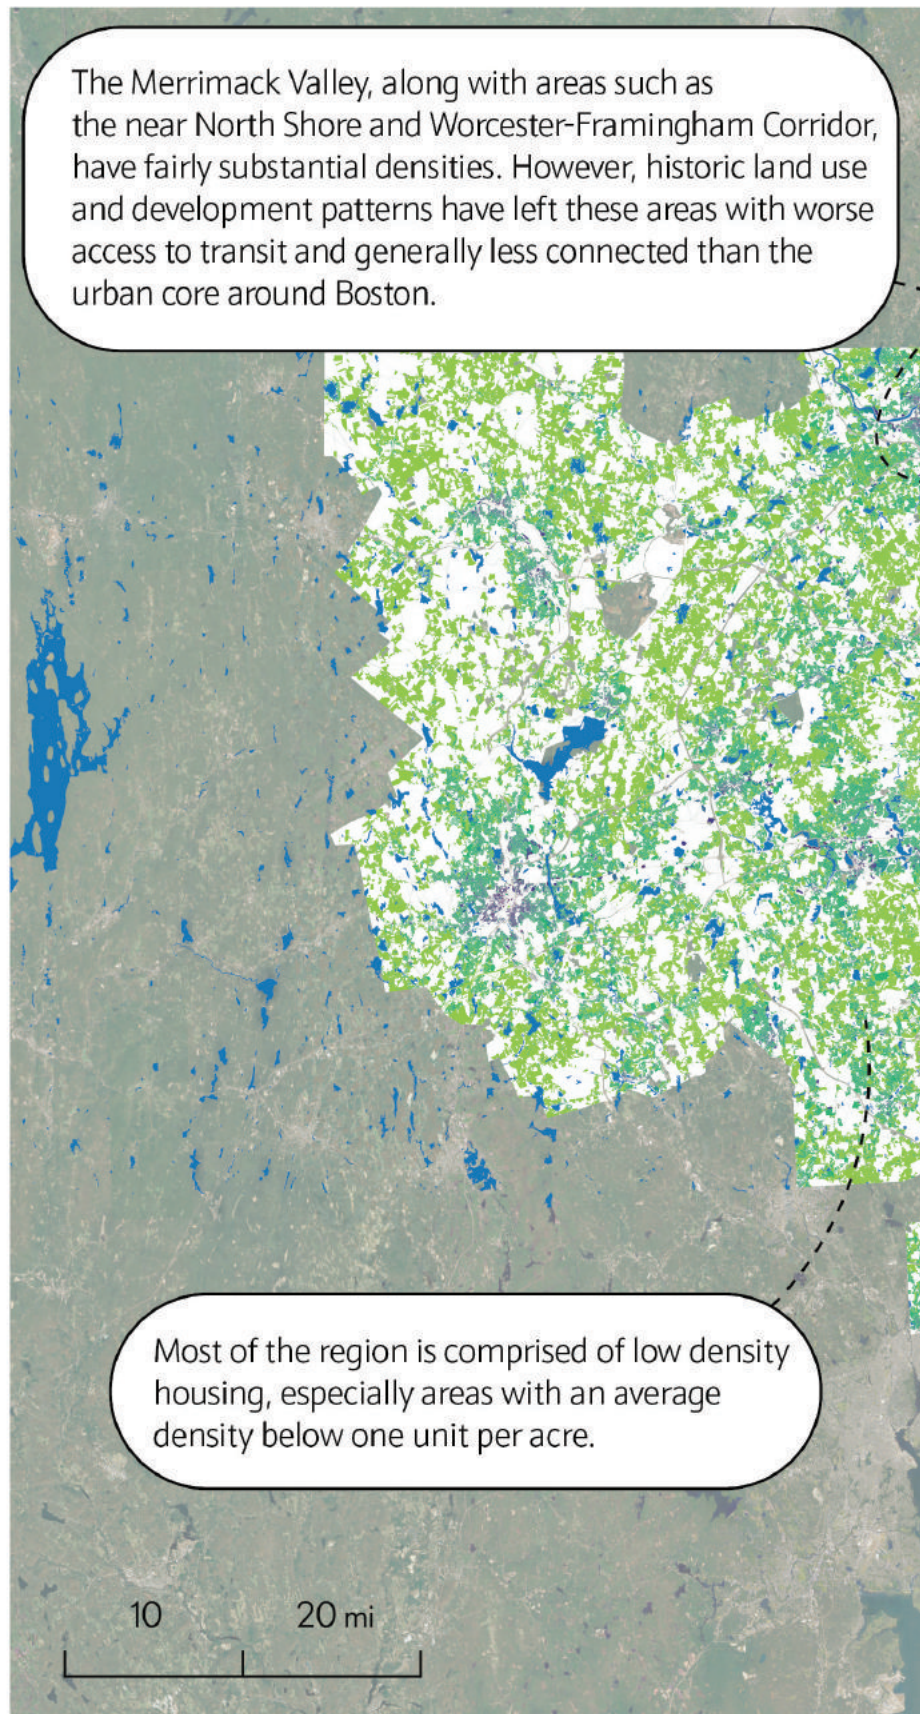 The Merrimack Valley, along with areas such as
the near North Shore and Worcester-Framingham Corridor,
have fairly substantial densities. However, historic land use
and development patterns have left these areas with worse
access to transit and generally less connected than the
urban core around Boston.
Most of the region is comprised of low density
housing, especially areas with an average
density below one unit per acre.
10 20 mi